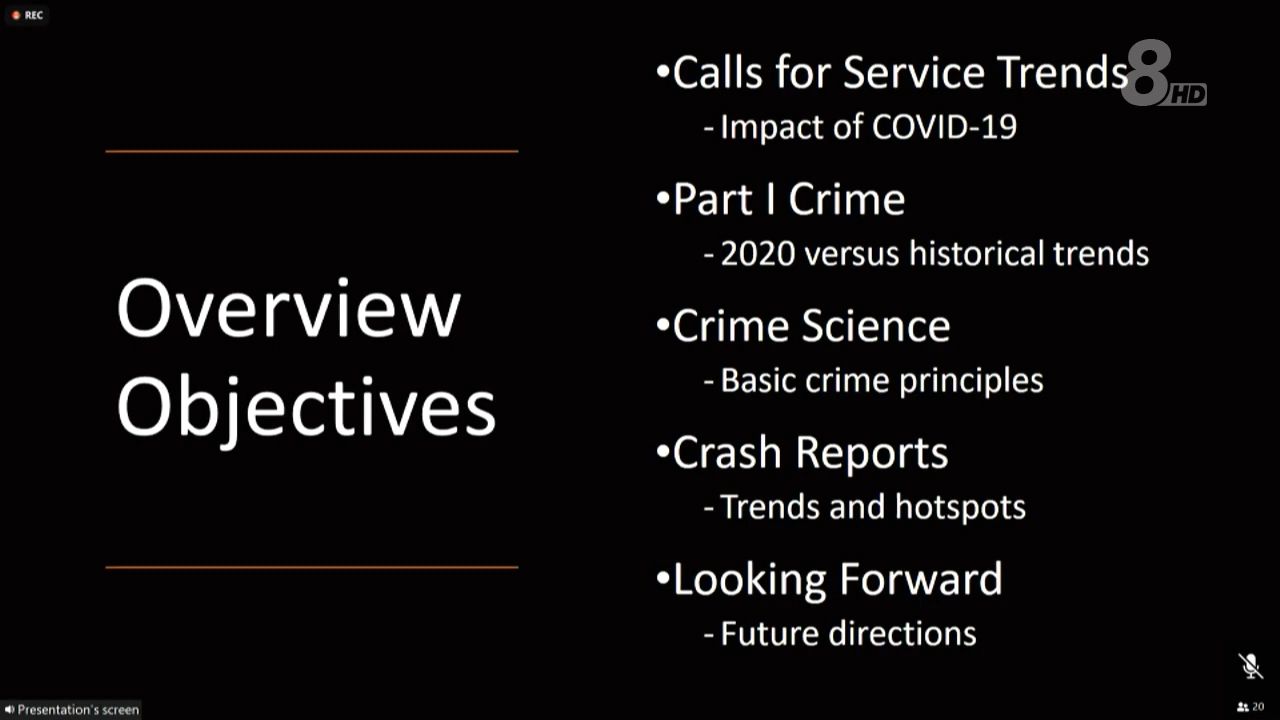 REC
8HD
Overview
Objectives
•Calls for Service Trends
- Impact of COVID-19
•Part I Crime
- 2020 versus historical trends
•Crime Science
- Basic crime principles
•Crash Reports
- Trends and hotspots
•Looking Forward
- Future directions
Presentation's screen
20